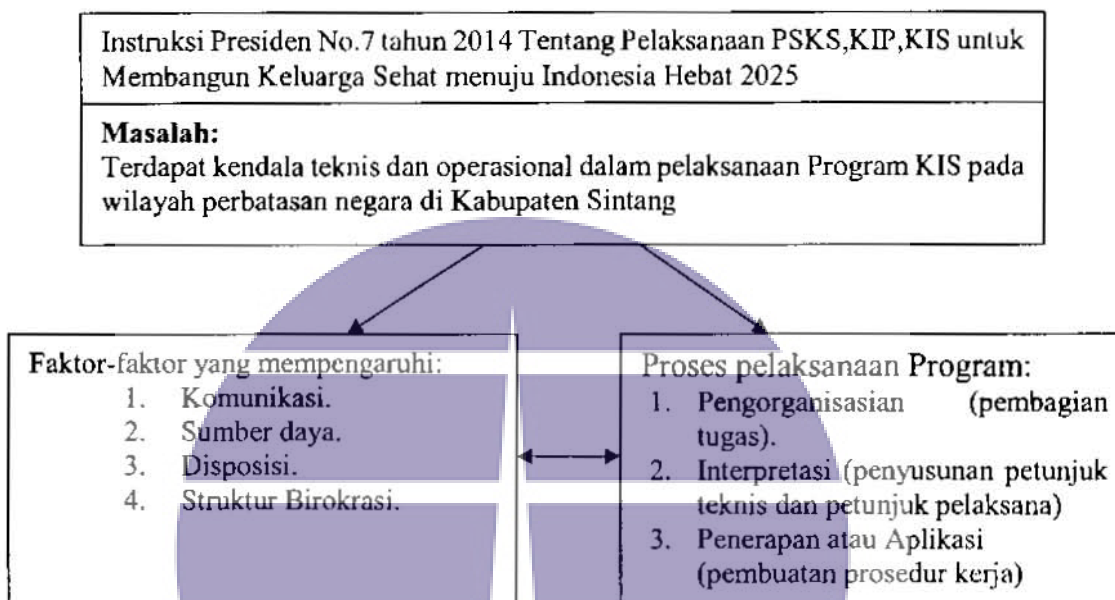 Instruksi Presiden No.7 tahun 2014 Tentang Pelaksanaan PSKS,KIP,KIS untuk
Membangun Keluarga Sehat menuju Indonesia Hebat 2025
Masalah:
Terdapat kendala teknis dan operasional dalam pelaksanaan Program KIS pada
wilayah perbatasan negara di Kabupaten Sintang
Faktor-faktor yang mempengaruhi:
1. Komunikasi.
2. Sumber daya.
3. Disposisi.
4. Struktur Birokrasi.
Proses pelaksanaan Program:
1. Pengorganisasian (pembagian
tugas).
2. Interpretasi (penyusunan petunjuk
teknis dan petunjuk pelaksana)
3. Penerapan atau Aplikasi
(pembuatan prosedur kerja)